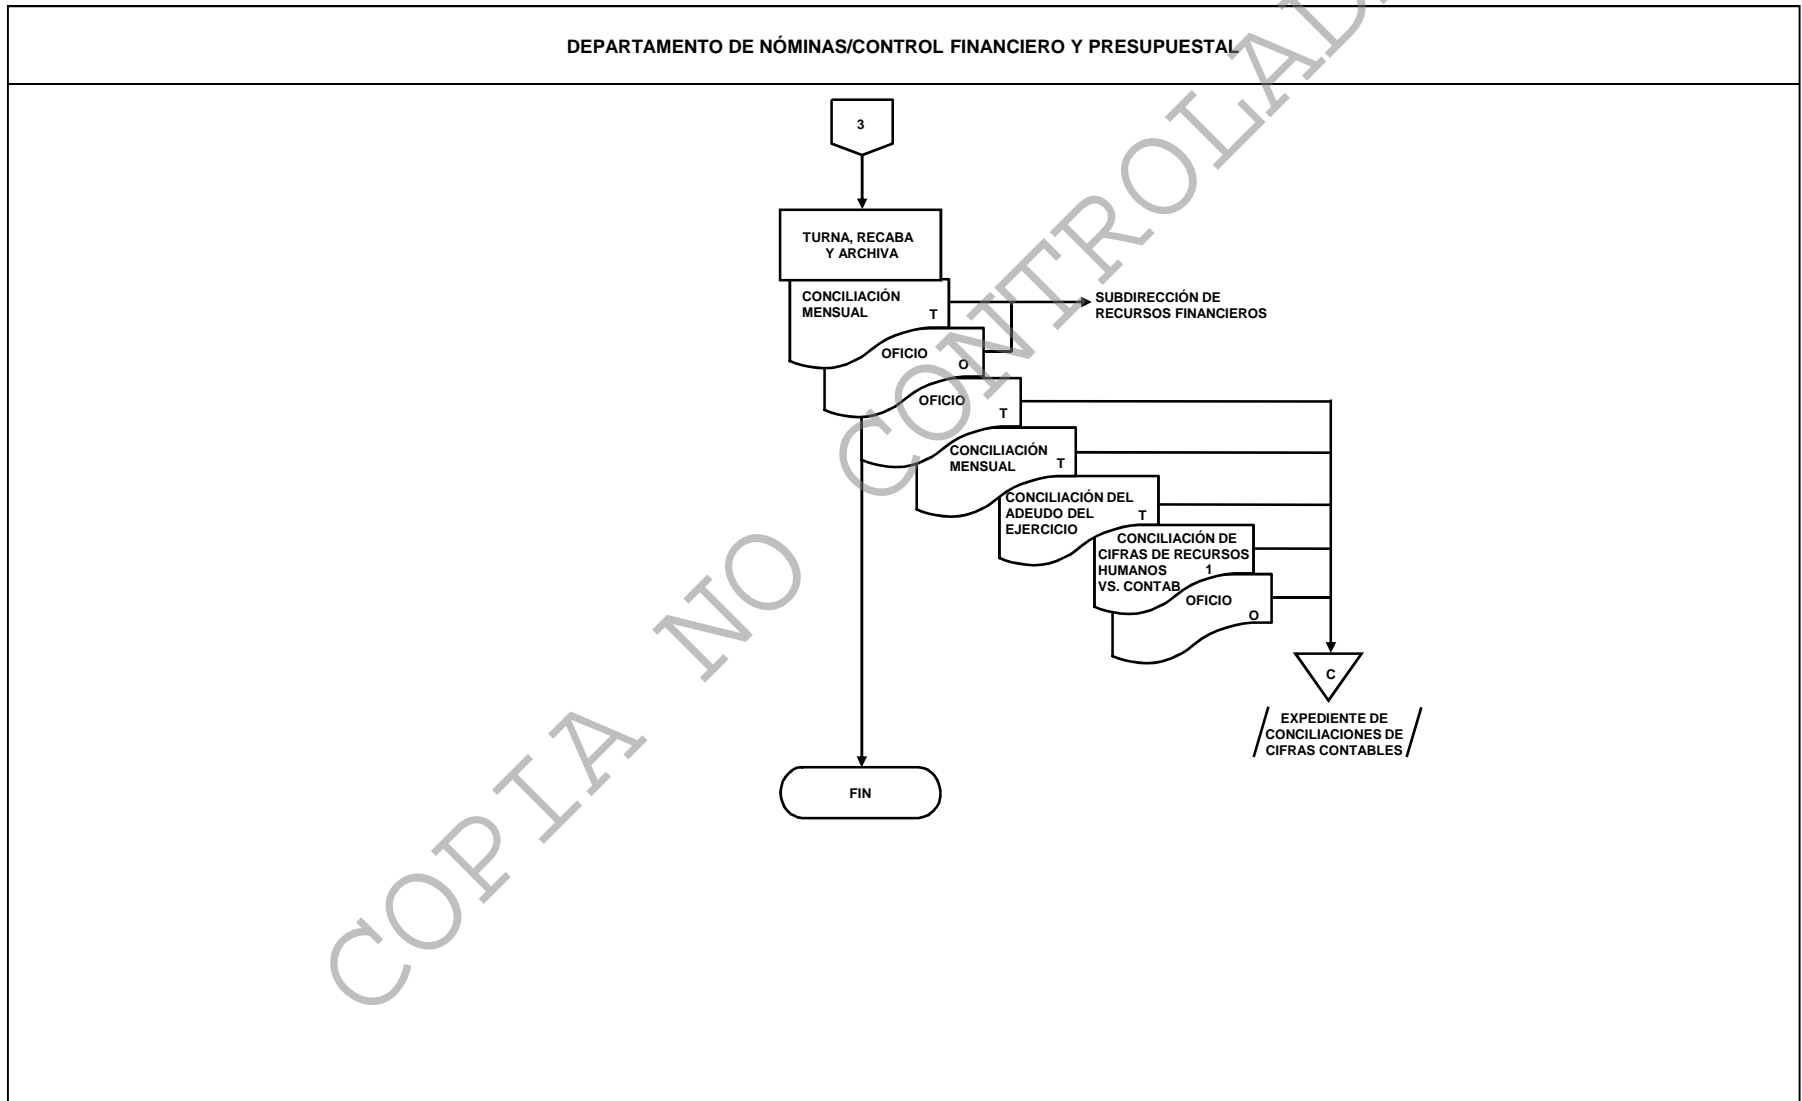 DEPARTAMENTO DE NÓMINAS/CONTROL FINANCIERO Y PRESUPUESTAL
3
TURNA, RECABA
Y ARCHIVA
CONCILIACIÓN
MENSUAL
T
SUBDIRECCIÓN DE
RECURSOS FINANCIEROS
OFICIO
O
OFICIO
T
CONCILIACIÓN
MENSUAL
T
CONCILIACIÓN DEL
ADEUDO DEL
EJERCICIO
T
CONCILIACIÓN DE
CIFRAS DE RECURSOS
HUMANOS 1
VS. CONTAB
OFICIO
O
C
EXPEDIENTE DE
CONCILIACIONES DE
CIFRAS CONTABLES
FIN
COPIA NO CONTROLAD